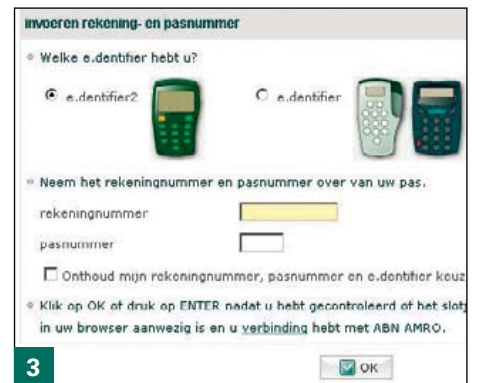 invoeren rekening- en pasnummer
Welke e.dentifier hebt u?
e.dentifier2
e.dentifier
Neem het rekeningnummer en pasnummer over van uw pas.
rekeningnummer
pasnummer
Onthoud mijn rekeningnummer, pasnummer en e.dentifier keuz
Klik op OK of druk op ENTER nadat u hebt gecontroleerd of het slotj
in uw browser aanwezig is en u verbinding hebt met ABN AMRO.
3
OK